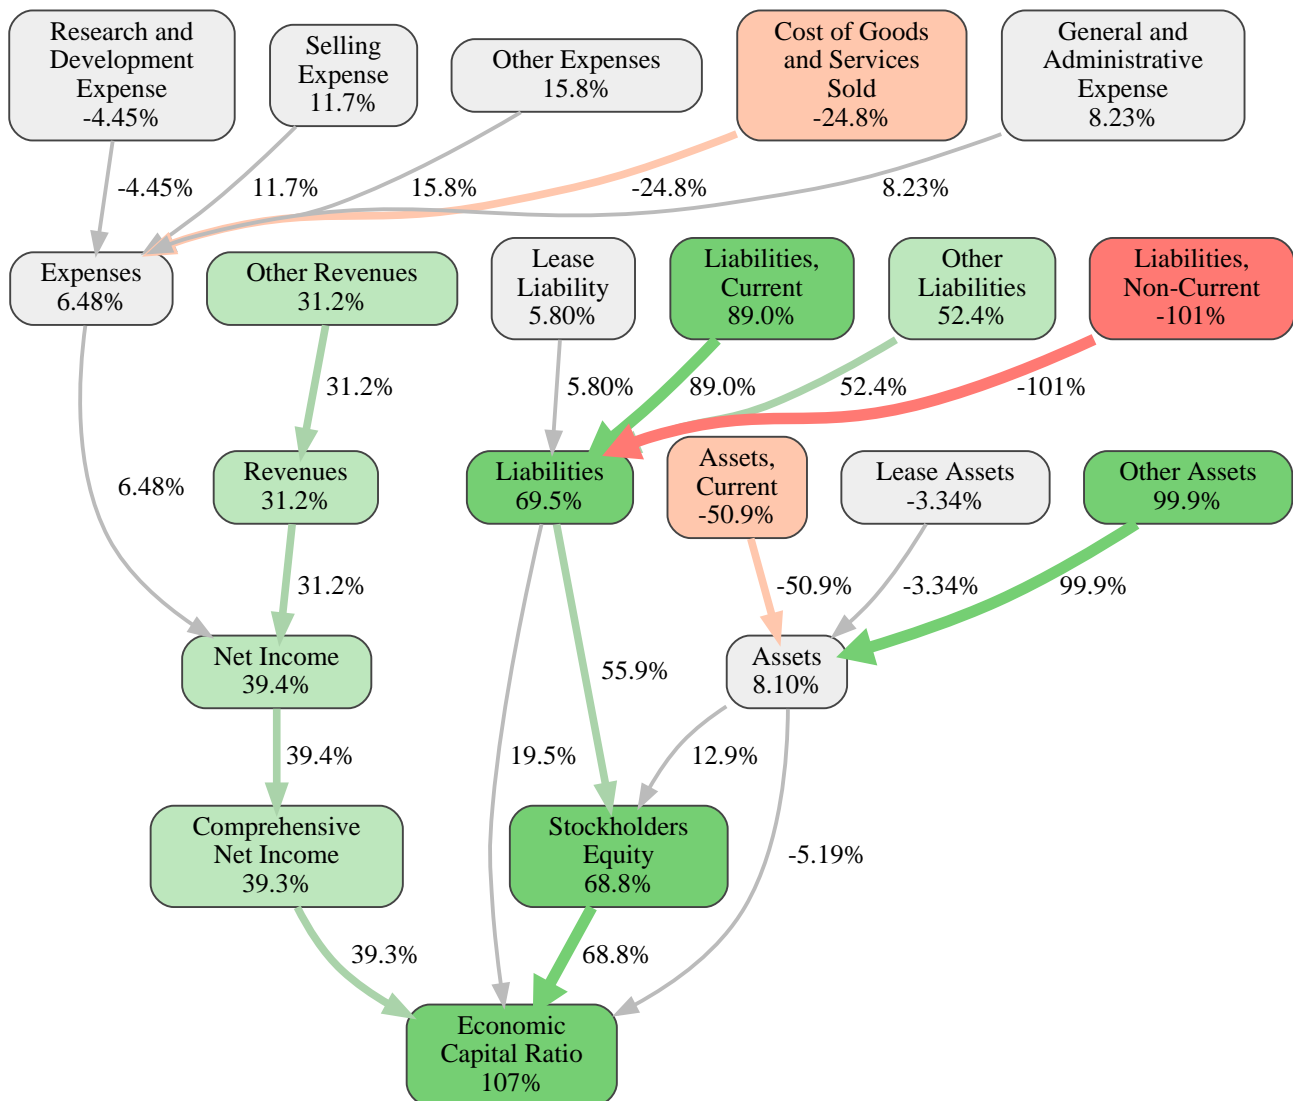 Research and
Development
Expense
-4.45%
Selling
Expense
11.7%
Other Expenses
15.8%
Cost of Goods
and Services
Sold
-24.8%
General and
Administrative
Expense
8.23%
-4.45%
11.7%
15.8%
-24.8%
8.23%
Expenses
6.48%
Other Revenues
31.2%
Lease
Liability
5.80%
Liabilities,
Current
89.0%
Other
Liabilities
52.4%
Liabilities,
Non-Current
-101%
31.2%
5.80%
89.0%
52.4%
-101%
6.48%
Revenues
31.2%
Liabilities
69.5%
Assets,
Current
-50.9%
Lease Assets
-3.34%
Other Assets
99.9%
31.2%
-50.9%
-3.34%
99.9%
Net Income
39.4%
55.9%
Assets
8.10%
39.4%
19.5%
12.9%
Comprehensive
Net Income
39.3%
Stockholders
Equity
68.8%
-5.19%
39.3%
68.8%
Economic
Capital Ratio
107%